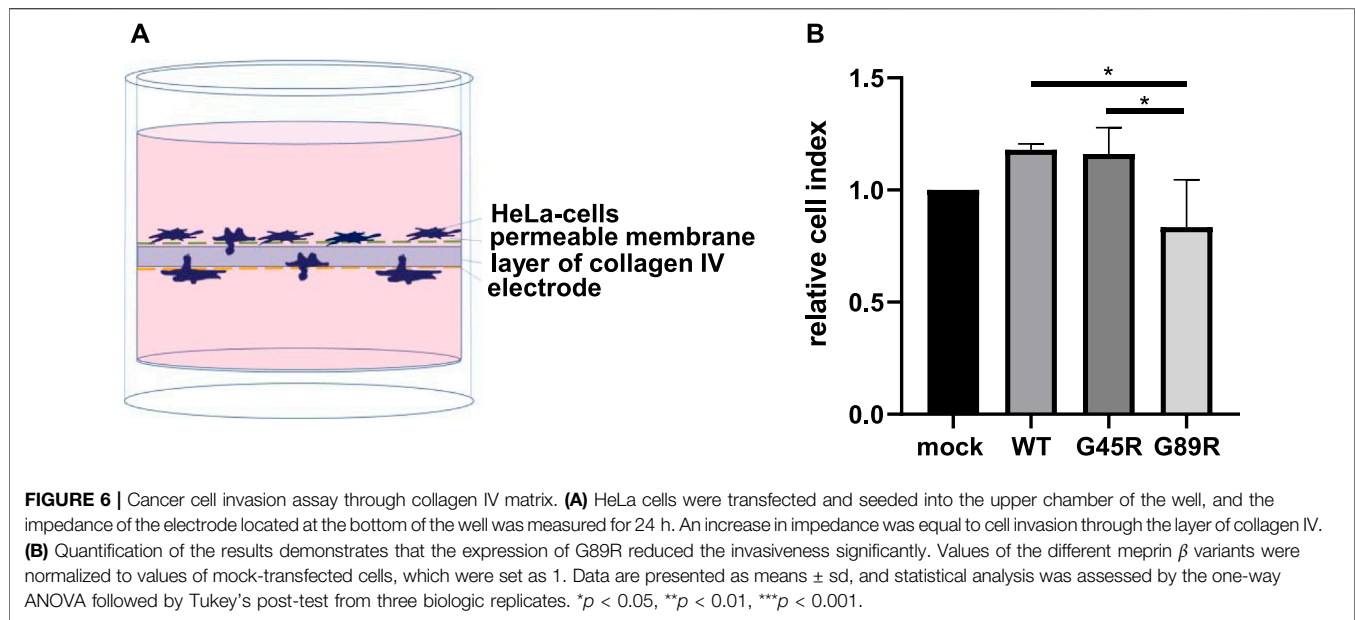 A
HeLa-cells
permeable membrane
layer of collagen IV
electrode
B
relative cell index
1.5
1.0
0.5
0.0
*
*
mock WT G45R G89R
FIGURE 6 | Cancer cell invasion assay through collagen IV matrix. (A) HeLa cells were transfected and seeded into the upper chamber of the well, and the
impedance of the electrode located at the bottom of the well was measured for 24 h. An increase in impedance was equal to cell invasion through the layer of collagen IV.
(B) Quantification of the results demonstrates that the expression of G89R reduced the invasiveness significantly. Values of the different meprin β variants were
normalized to values of mock-transfected cells, which were set as 1. Data are presented as means ± sd, and statistical analysis was assessed by the one-way
ANOVA followed by Tukey's post-test from three biologic replicates. *p < 0.05, **p < 0.01, ***p < 0.001.